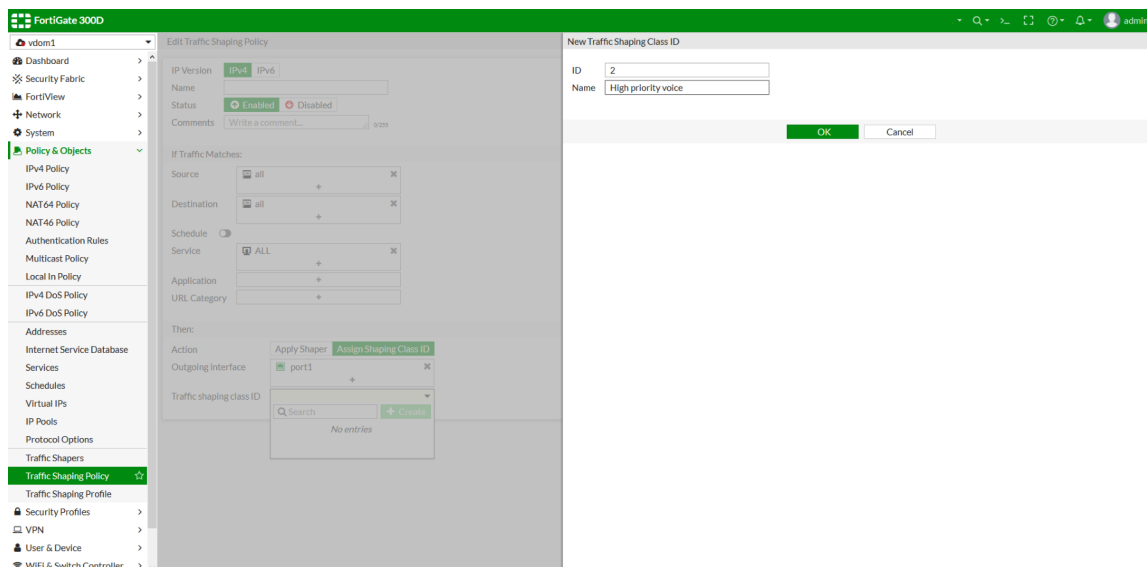 FortiGate 300D
admin
vdom1
Dashboard
Security Fabric
FortiView
Network
System
Policy & Objects
IPv4 Policy
IPv6 Policy
NAT64 Policy
NAT46 Policy
Authentication Rules
Multicast Policy
Local In Policy
IPv4 DoS Policy
IPv6 DoS Policy
Addresses
Internet Service Database
Services
Schedules
Virtual IPs
IP Pools
Protocol Options
Traffic Shapers
Traffic Shaping Policy
Traffic Shaping Profile
Security Profiles
VPN
User & Device
WiFi & Switch Controller
Edit Traffic Shaping Policy
IP Version IPv4 IPv6
Name
Status Enabled Disabled
Comments Write a comment... 0/255
If Traffic Matches:
Source all
+
Destination all
+
Schedule
Service ALL
+
Application +
URL Category +
Then:
Action Apply Shaper Assign Shaping Class ID
Outgoing interface port1
+
Traffic shaping class ID
Search + Create
No entries
New Traffic Shaping Class ID
ID 2
Name High priority voice
OK Cancel